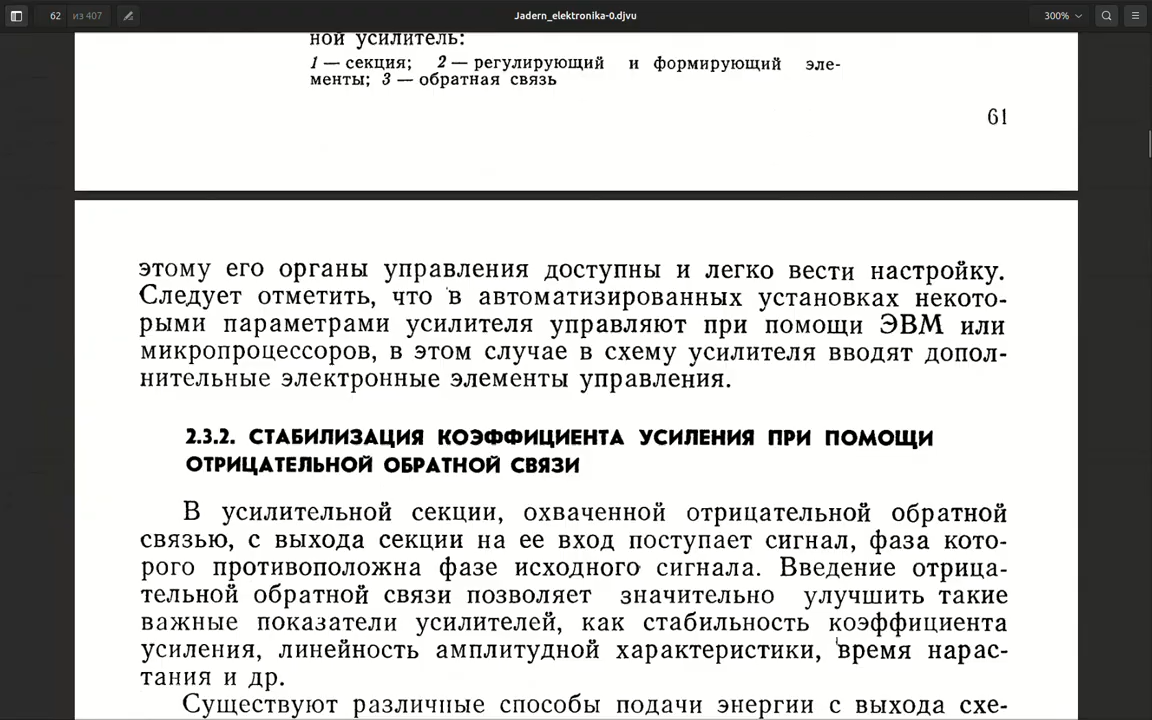 62 из 407
Jadern_elektronika-0.djvu
300%
ной усилитель:
1 — секция; 2 — регулирующий и формирующий эле-
менты; 3 — обратная связь
61
этому его органы управления доступны и легко вести настройку.
Следует отметить, что в автоматизированных установках некото-
рыми параметрами усилителя управляют при помощи ЭВМ или
микропроцессоров, в этом случае в схему усилителя вводят допол-
нительные электронные элементы управления.
2.3.2. СТАБИЛИЗАЦИЯ КОЭФФИЦИЕНТА УСИЛЕНИЯ ПРИ ПОМОЩИ
ОТРИЦАТЕЛЬНОЙ ОБРАТНОЙ СВЯЗИ
В усилительной секции, охваченной отрицательной обратной
связью, с выхода секции на ее вход поступает сигнал, фаза кото-
рого противоположна фазе исходного сигнала. Введение отрица-
тельной обратной связи позволяет значительно улучшить такие
важные показатели усилителей, как стабильность коэффициента
усиления, линейность амплитудной характеристики, время нарас-
тания и др.
Существуют различные способы подачи энергии с выхода схе-